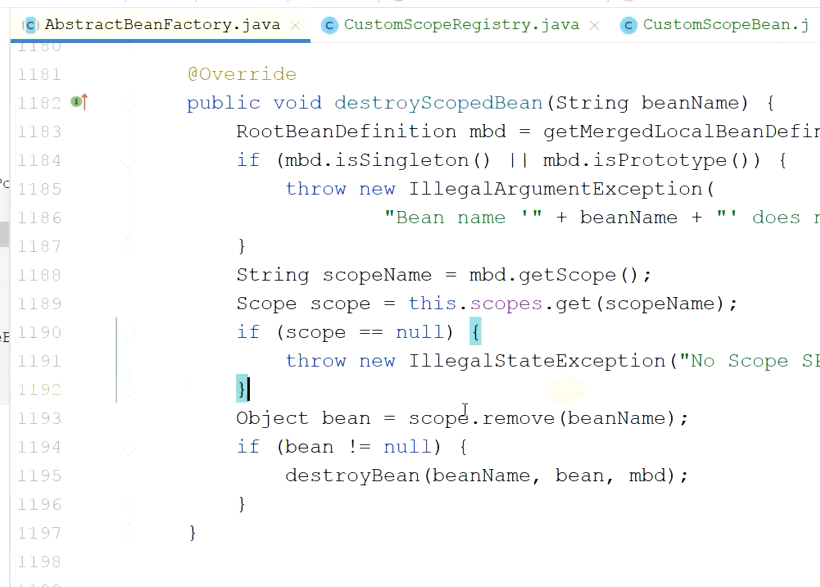 AbstractBeanFactory.java × CustomScopeRegistry.java × CustomScopeBean.j
1180
1181 @Override
1182 public void destroyScopedBean(String beanName) {
1183 RootBeanDefinition mbd = getMergedLocalBeanDefin
1184 if (mbd.isSingleton() || mbd.isPrototype()) {
1185 throw new IllegalArgumentException(
1186 "Bean name '" + beanName + "' does n
1187 }
1188 String scopeName = mbd.getScope();
1189 Scope scope = this.scopes.get(scopeName);
1190 if (scope == null) {
1191 throw new IllegalStateException("No Scope SP
1192 }
1193 Object bean = scope.remove(beanName);
1194 if (bean != null) {
1195 destroyBean(beanName, bean, mbd);
1196 }
1197 }
1198